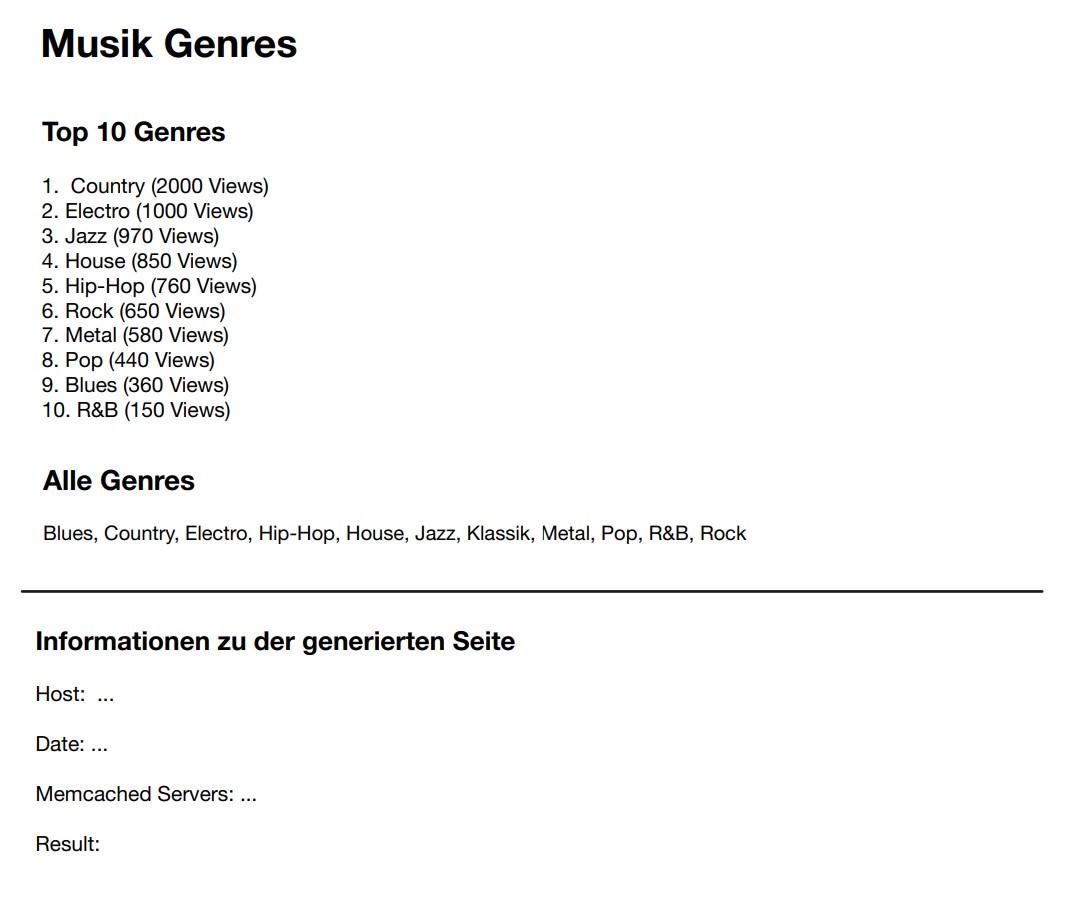 Musik Genres
Top 10 Genres
1. Country (2000 Views)
2. Electro (1000 Views)
3. Jazz (970 Views)
4. House (850 Views)
5. Hip-Hop (760 Views)
6. Rock (650 Views)
7. Metal (580 Views)
8. Pop (440 Views)
9. Blues (360 Views)
10. R&B (150 Views)
Alle Genres
Blues, Country, Electro, Hip-Hop, House, Jazz, Klassik, Metal, Pop, R&B, Rock
Informationen zu der generierten Seite
Host: ...
Date: ...
Memcached Servers: ...
Result: